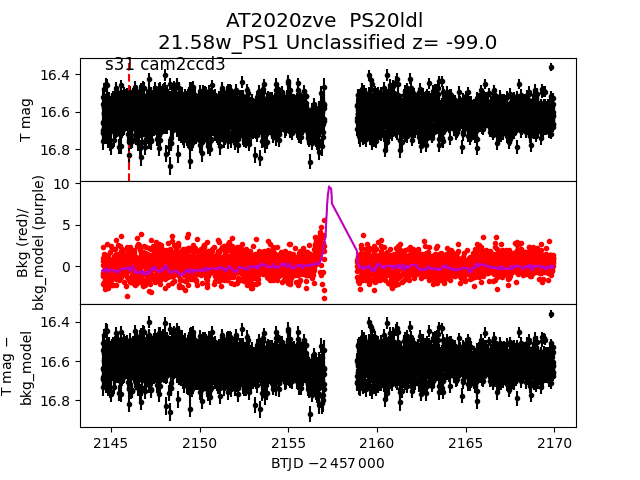 AT2020zve  PS20ldl
21.58w_PS1 Unclassified z= -99.0
s31 cam2ccd3
16.4
16.6
16.8
T mag
10
5
0
Bkg (red)/
bkg_model (purple)
16.4
16.6
16.8
T mag −
bkg_model
2145
2150
2155
2160
2165
2170
BTJD −2 457 000